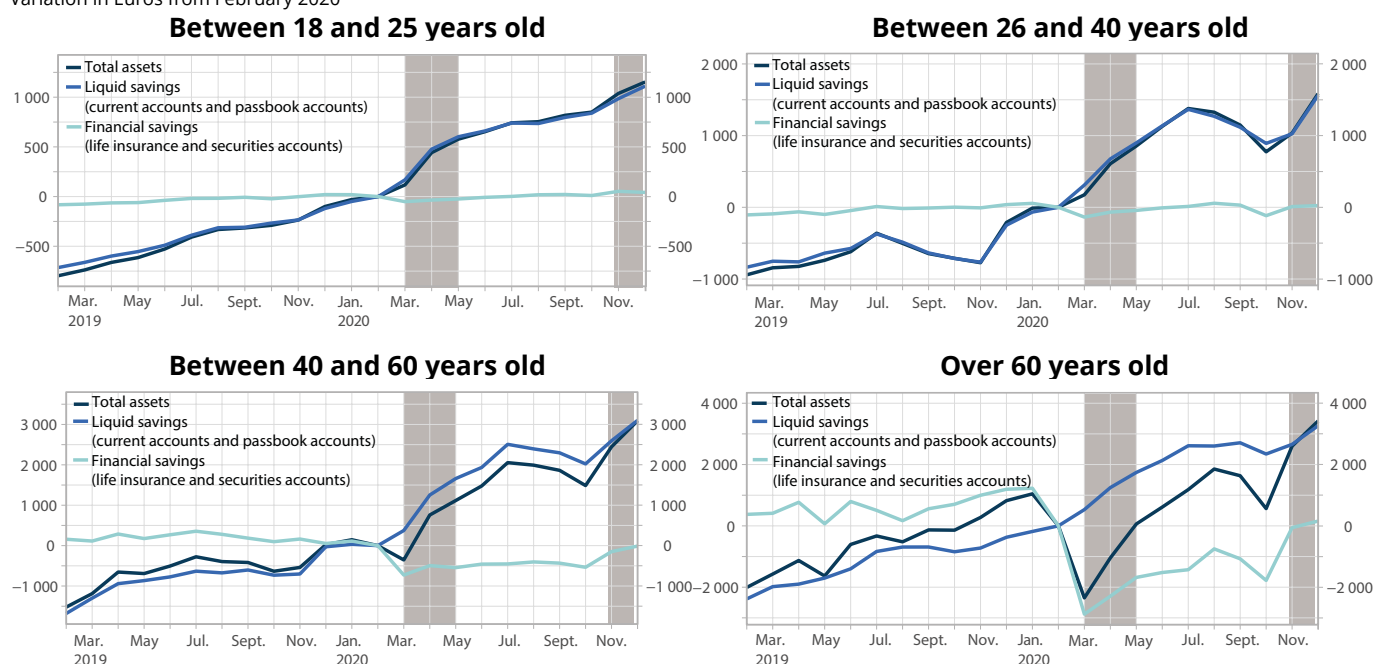 Variation in Euros from February 2020
Between 18 and 25 years old
Total assets
Liquid savings
(current accounts and passbook accounts)
Financial savings
(life insurance and securities accounts)
1 000
500
0
−500
1 000
500
0
−500
Mar. May Jul. Sept. Nov. Jan. Mar. May Jul. Sept. Nov.
2019 2020
Between 26 and 40 years old
Total assets
Liquid savings
(current accounts and passbook accounts)
Financial savings
(life insurance and securities accounts)
2 000
1 000
0
−1 000
2 000
1 000
0
−1 000
Mar. May Jul. Sept. Nov. Jan. Mar. May Jul. Sept. Nov.
2019 2020
Between 40 and 60 years old
Total assets
Liquid savings
(current accounts and passbook accounts)
Financial savings
(life insurance and securities accounts)
3 000
2 000
1 000
0
−1 000
3 000
2 000
1 000
0
−1 000
Mar. May Jul. Sept. Nov. Jan. Mar. May Jul. Sept. Nov.
2019 2020
Over 60 years old
Total assets
Liquid savings
(current accounts and passbook accounts)
Financial savings
(life insurance and securities accounts)
4 000
2 000
0
−2 000
4 000
2 000
0
−2 000
Mar. May Jul. Sept. Nov. Jan. Mar. May Jul. Sept. Nov.
2019 2020